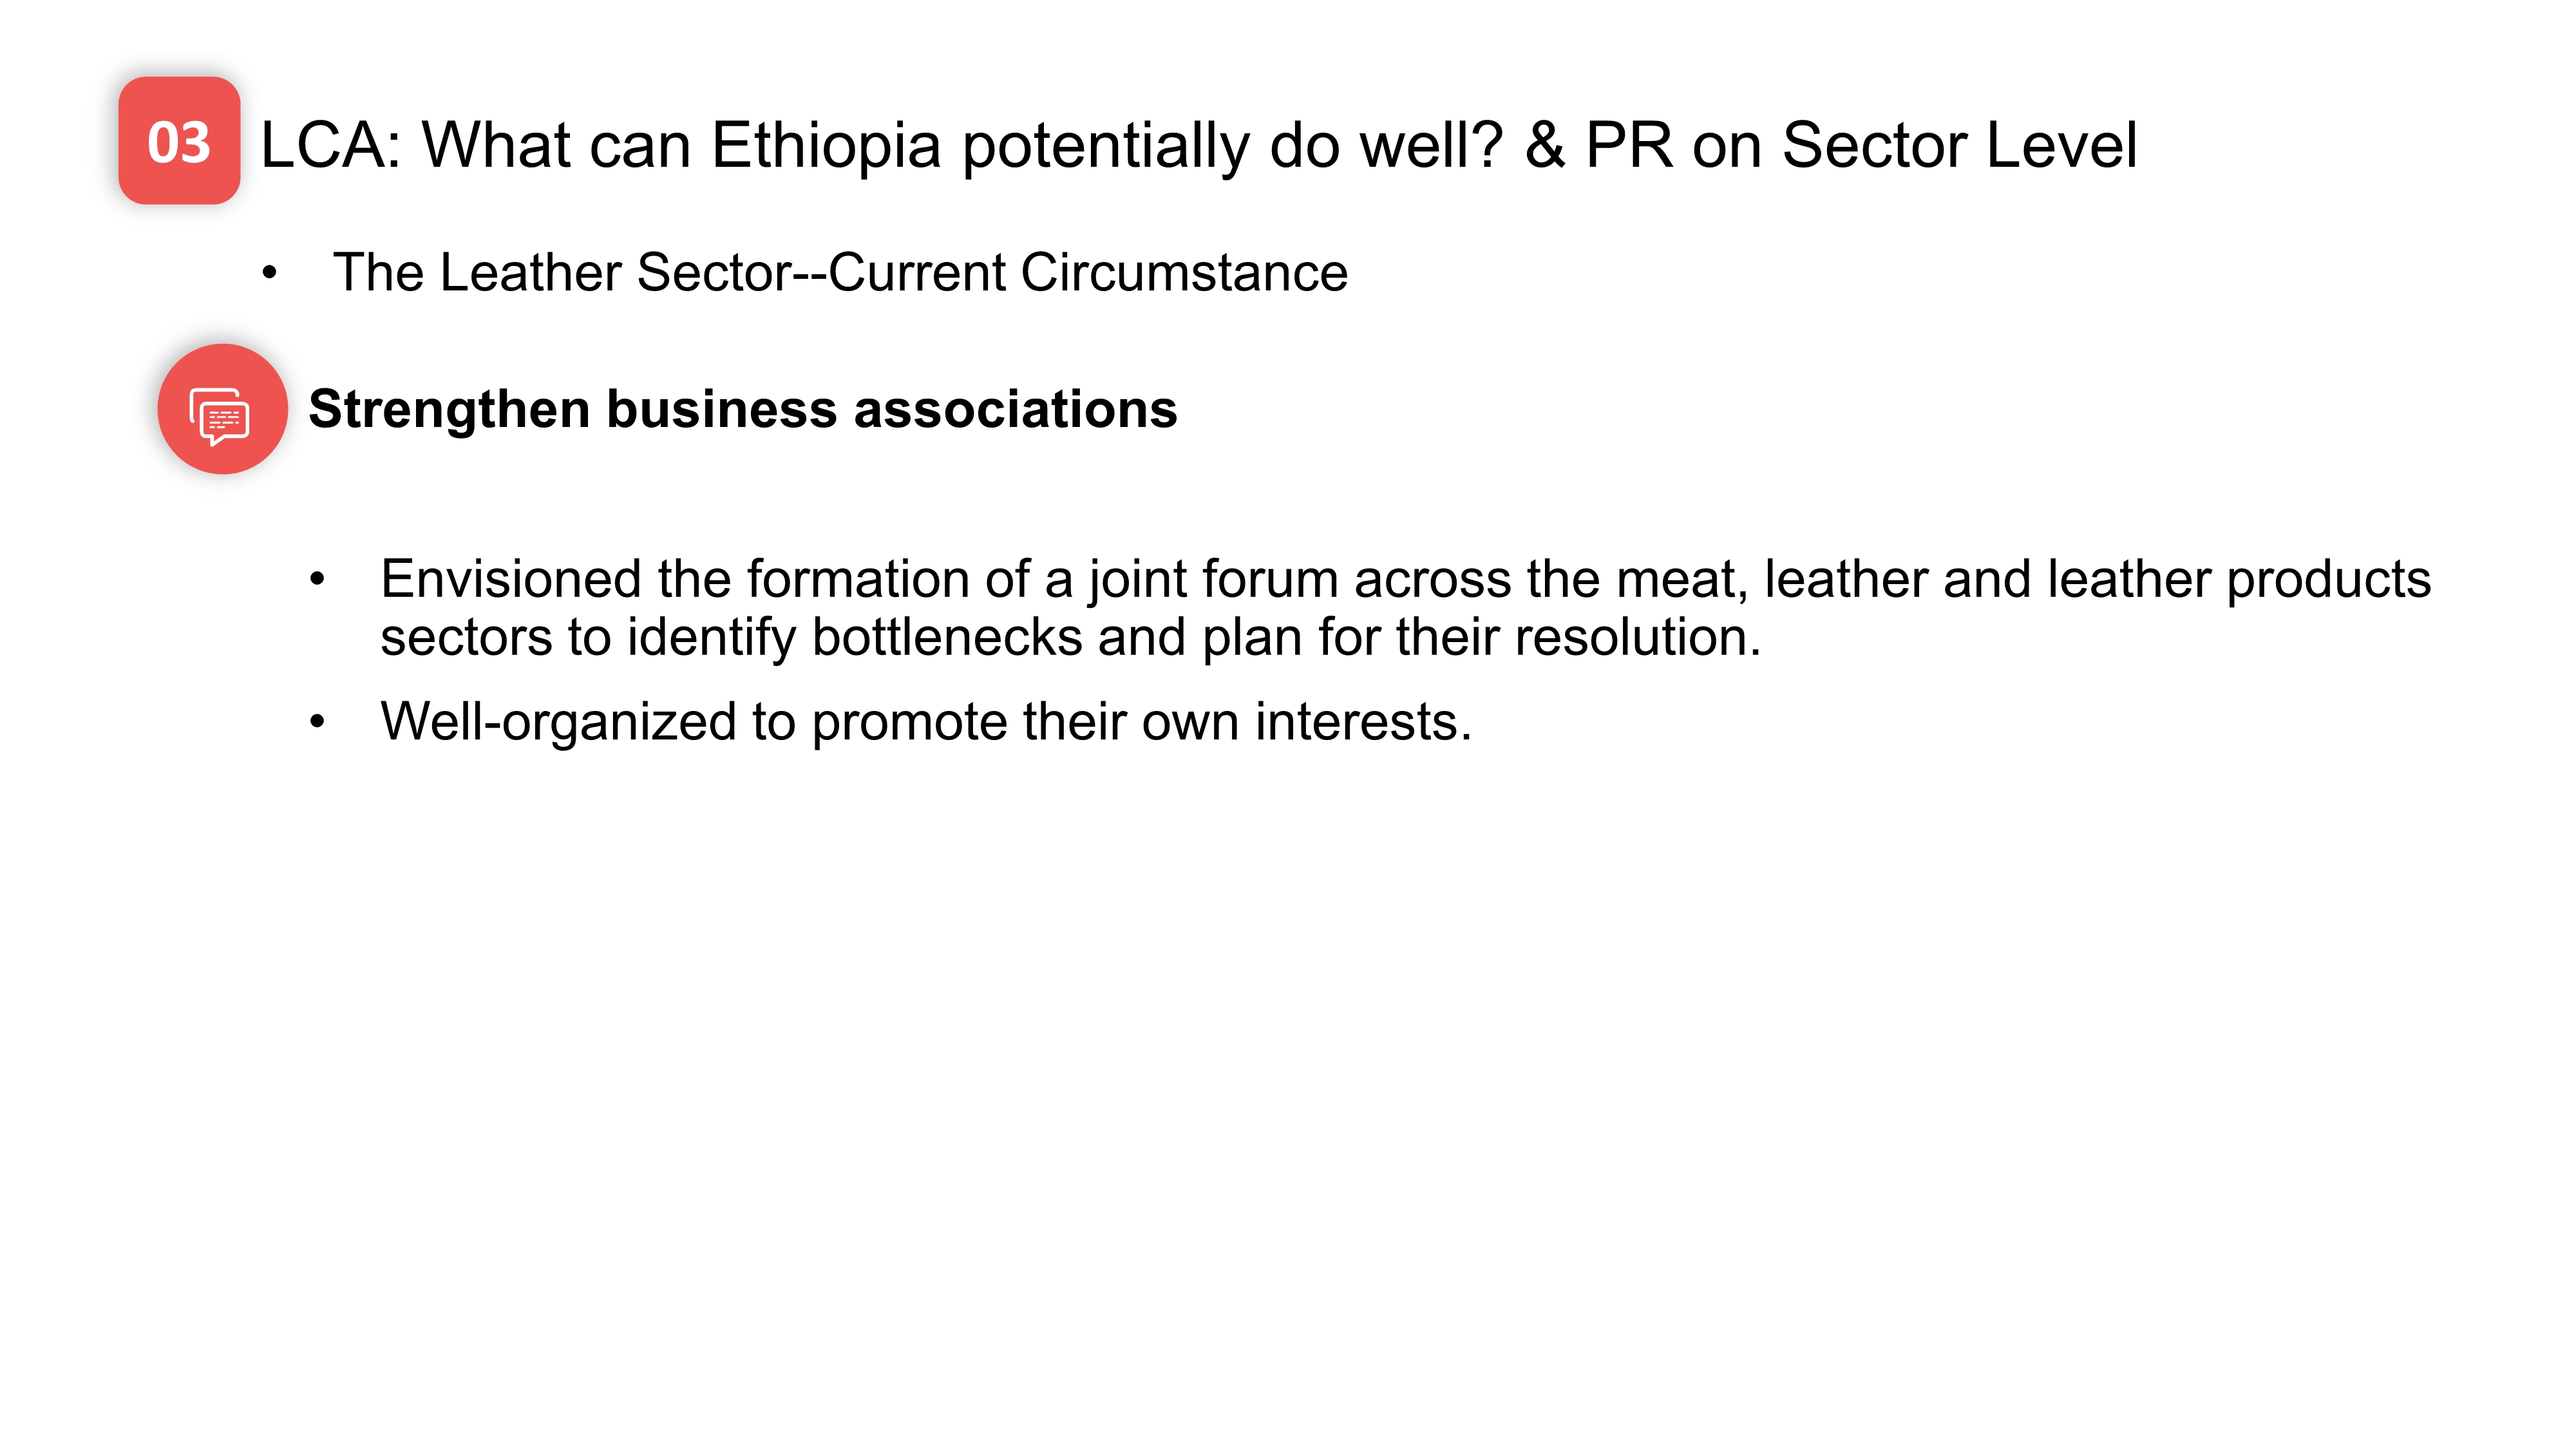 03
LCA: What can Ethiopia potentially do well? & PR on Sector Level
• The Leather Sector--Current Circumstance
Strengthen business associations
• Envisioned the formation of a joint forum across the meat, leather and leather products
sectors to identify bottlenecks and plan for their resolution.
• Well-organized to promote their own interests.